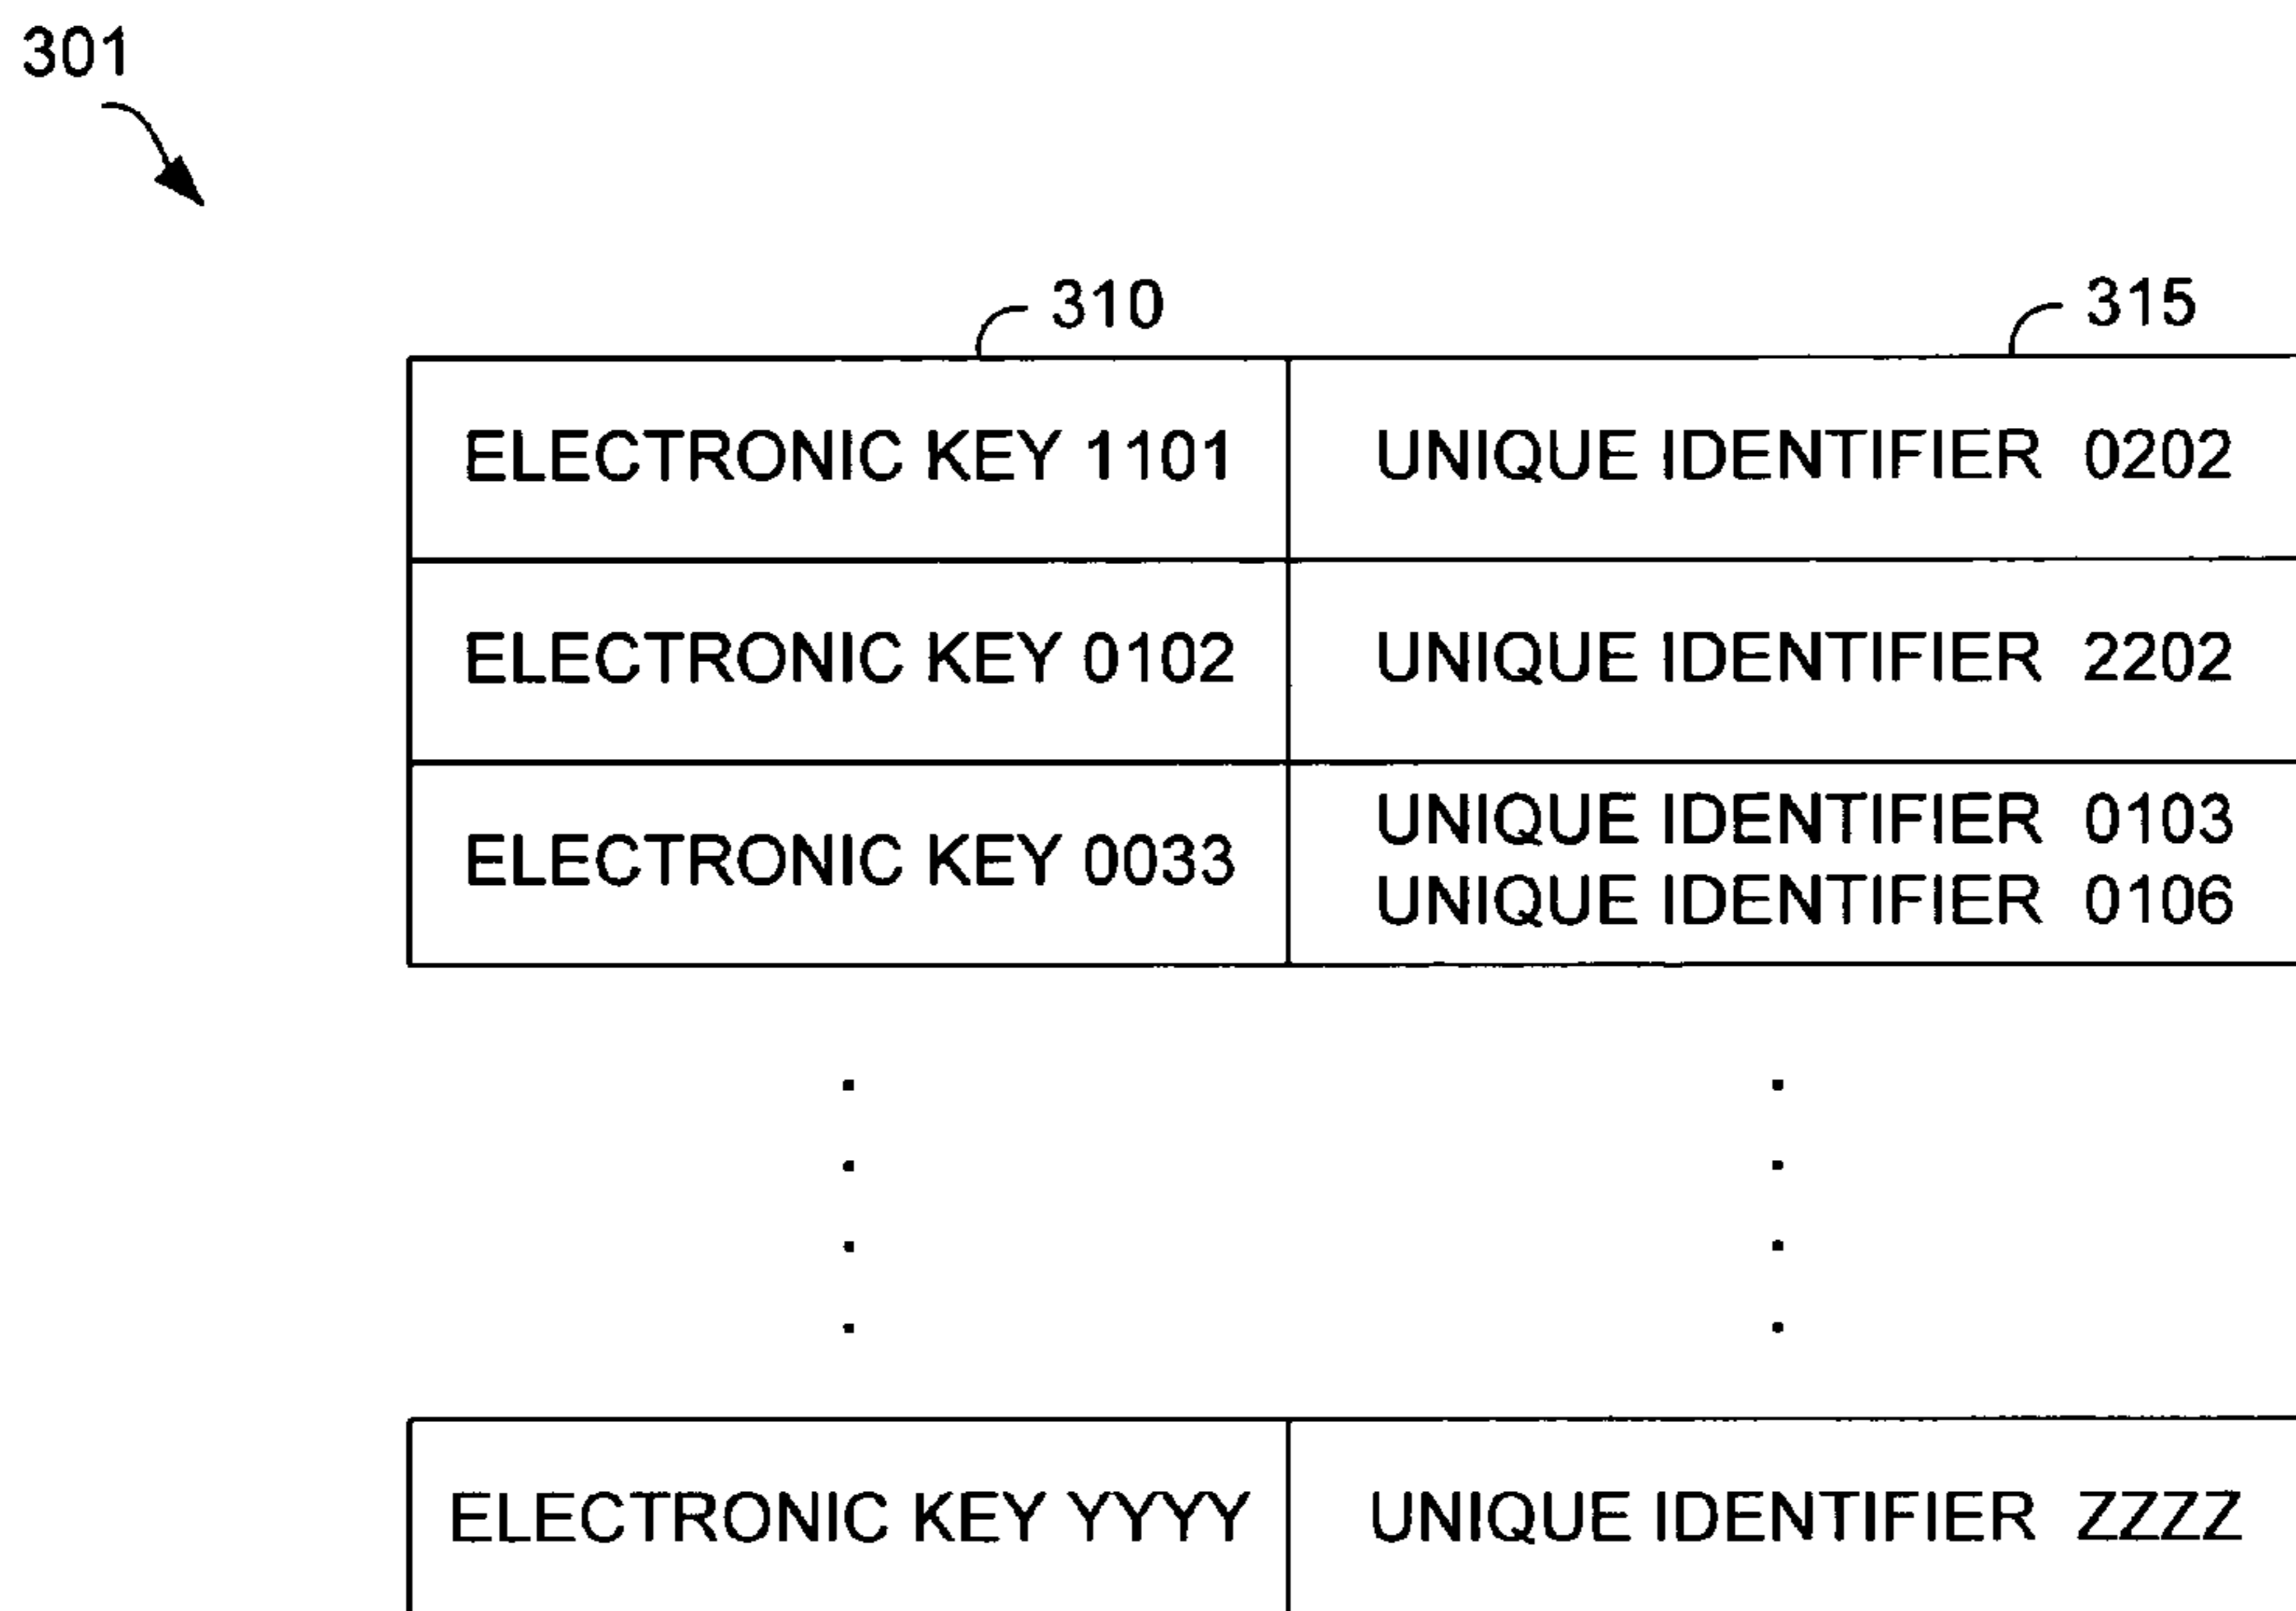 301
310 315
ELECTRONIC KEY 1101 UNIQUE IDENTIFIER 0202
ELECTRONIC KEY 0102 UNIQUE IDENTIFIER 2202
ELECTRONIC KEY 0033 UNIQUE IDENTIFIER 0103
UNIQUE IDENTIFIER 0106
ELECTRONIC KEY YYYY UNIQUE IDENTIFIER ZZZZ